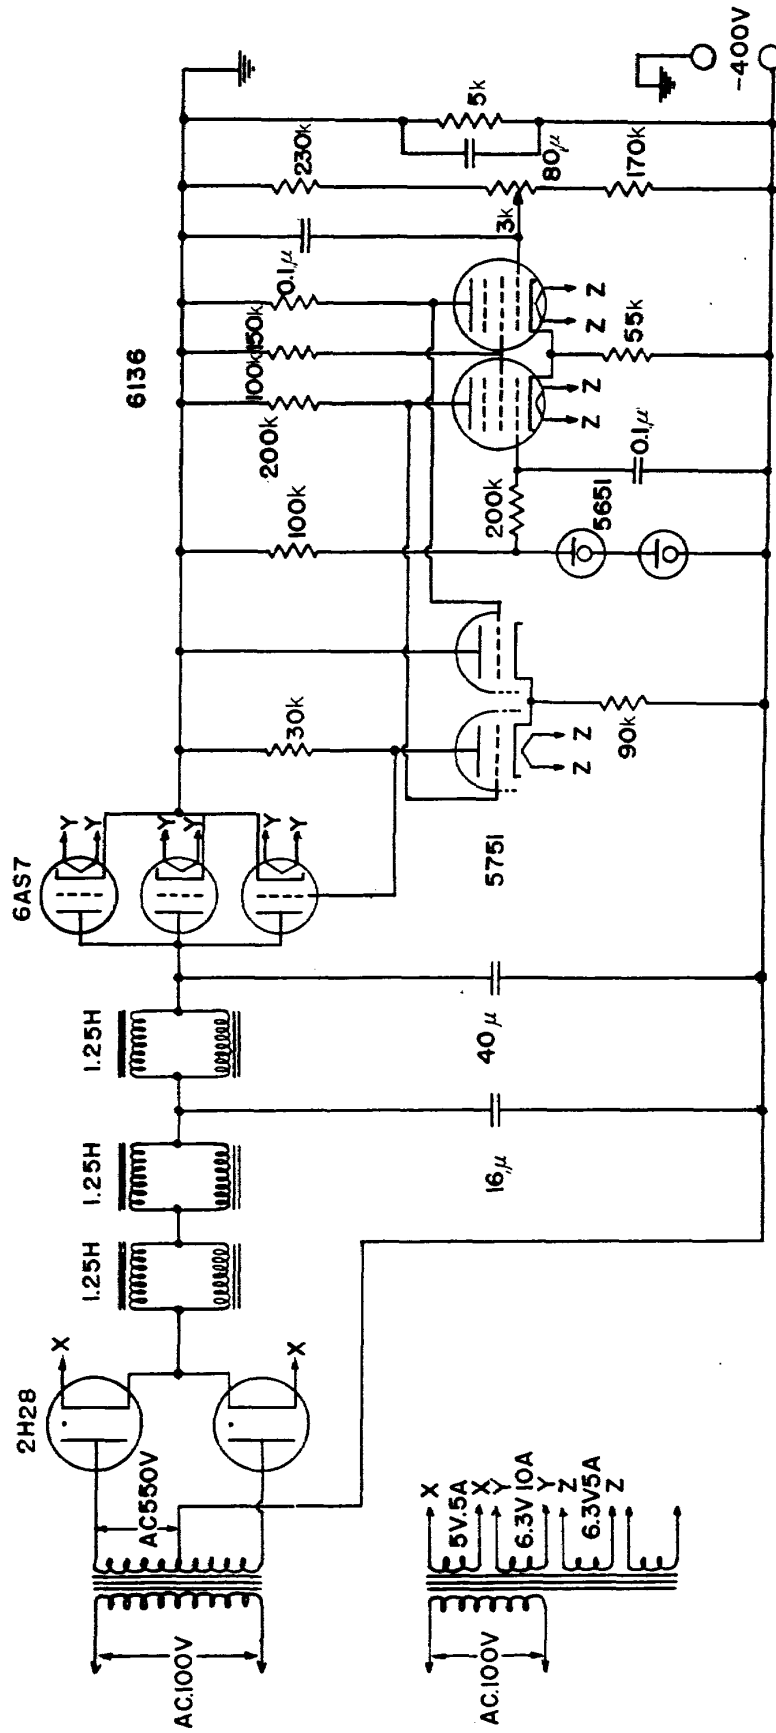 AC.100V
AC550V
2H28
X
X
1.25H
1.25H
1.25H
16μ
40μ
6AS7
Y
Y
Y
Y
Y
Y
30k
5751
Z
Z
90k
100k
200k
5651
0.1μ
6136
200k
100k
150k
0.1μ
Z
Z
Z
Z
55k
230k
3k
170k
5k
80μ
-400V
AC.100V
X
5V.5A
X
Y
6.3V 10A
Y
Z
6.3V5A
Z